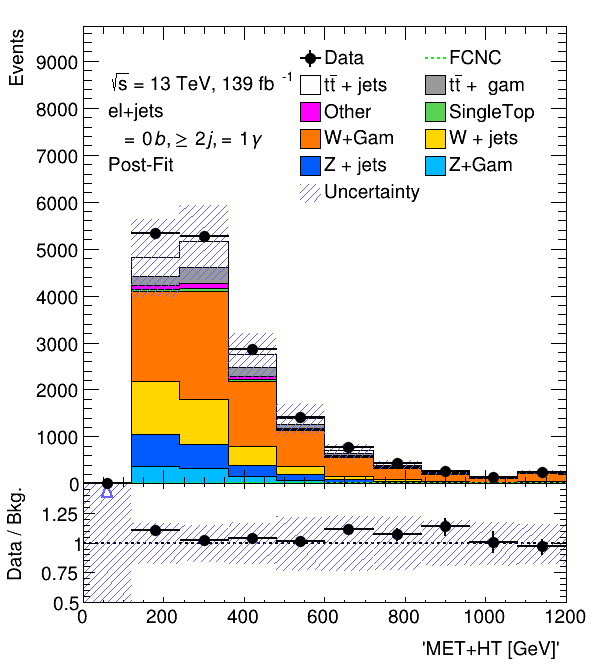 Events
9000
8000
7000
6000
5000
4000
3000
2000
1000
0
√s = 13 TeV, 139 fb⁻¹
el+jets
= 0b, ≥ 2j, = 1γ
Post-Fit
Data
FCNC
tt̄ + jets
tt̄ + gam
Other
SingleTop
W+Gam
W + jets
Z + jets
Z+Gam
Uncertainty
Data / Bkg.
1.25
1
0.75
0.5
0 200 400 600 800 1000 1200
'MET+HT [GeV]'